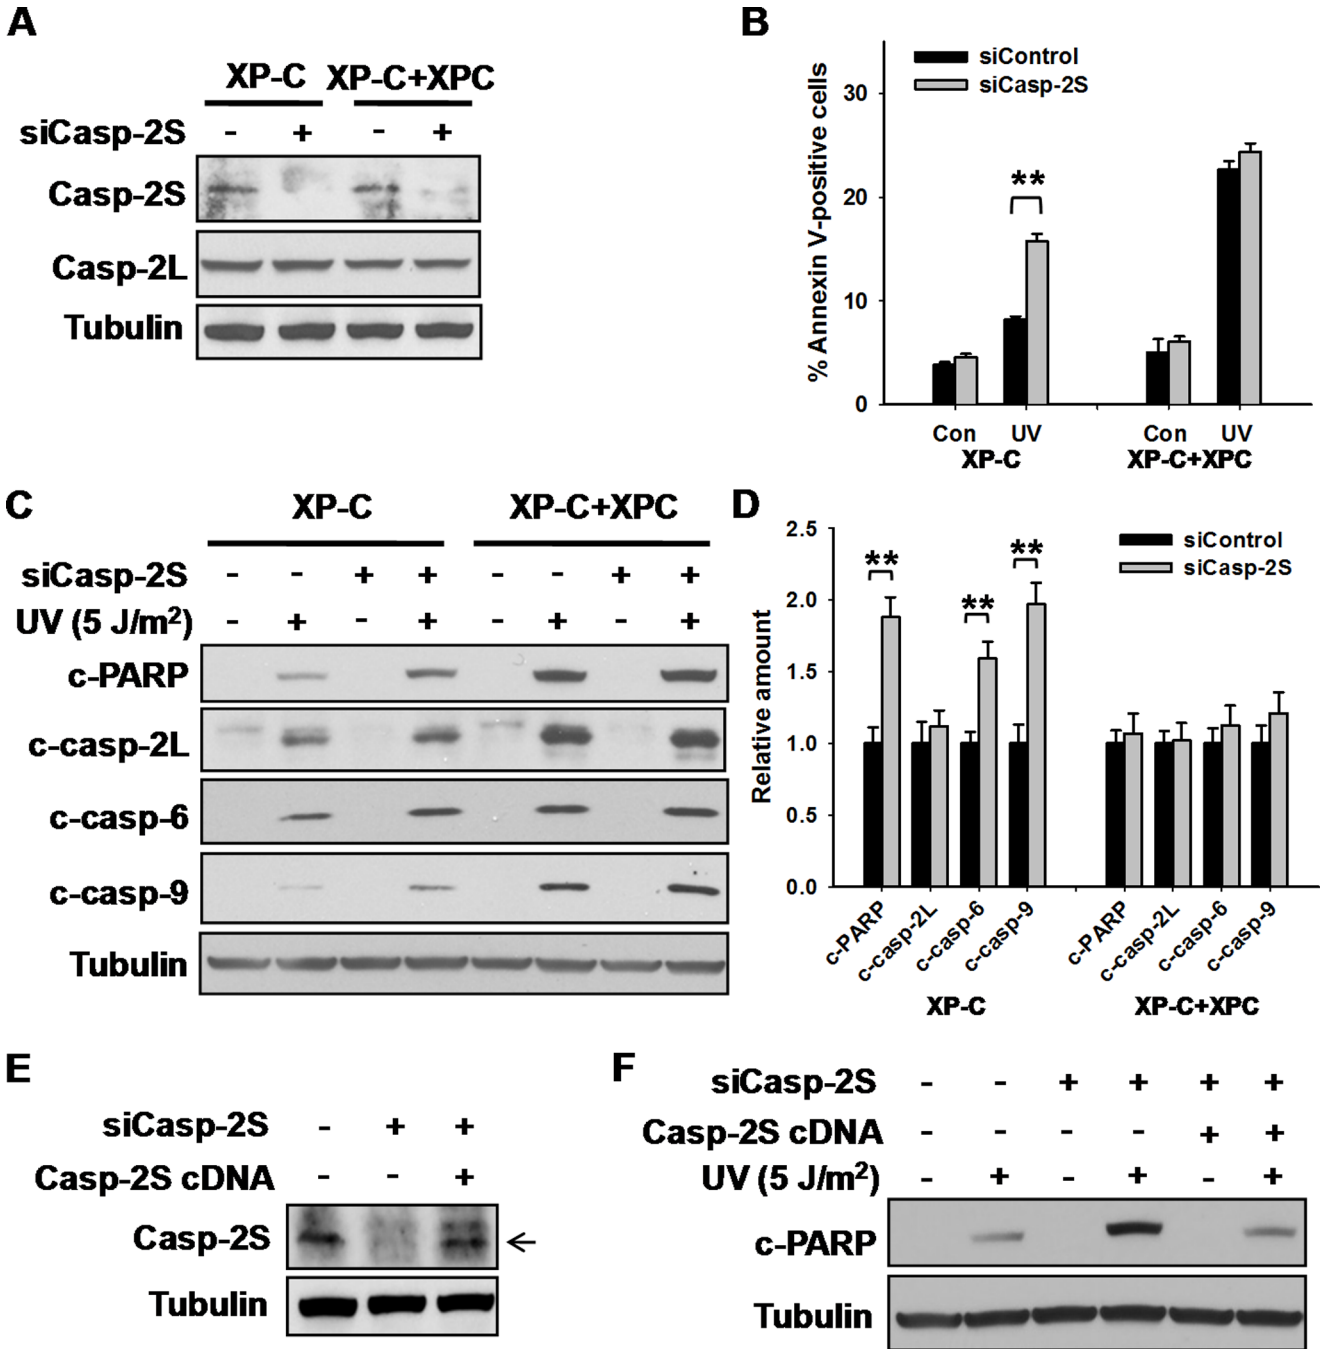 A
XP-C XP-C+XPC
siCasp-2S - + - +
Casp-2S
Casp-2L
Tubulin
B
siControl
siCasp-2S
% Annexin V-positive cells
30
20
10
0
**
Con UV Con UV
XP-C XP-C+XPC
C
XP-C XP-C+XPC
siCasp-2S - - + + - - + +
UV (5 J/m²) - + - + - + - +
c-PARP
c-casp-2L
c-casp-6
c-casp-9
Tubulin
D
siControl
siCasp-2S
Relative amount
2.5
2.0
1.5
1.0
0.5
0.0
** ** **
c-PARP c-casp-2L c-casp-6 c-casp-9 c-PARP c-casp-2L c-casp-6 c-casp-9
XP-C XP-C+XPC
E
siCasp-2S - + +
Casp-2S cDNA - - +
Casp-2S
Tubulin
F
siCasp-2S - - + + + +
Casp-2S cDNA - - - - + +
UV (5 J/m²) - + - + - +
c-PARP
Tubulin